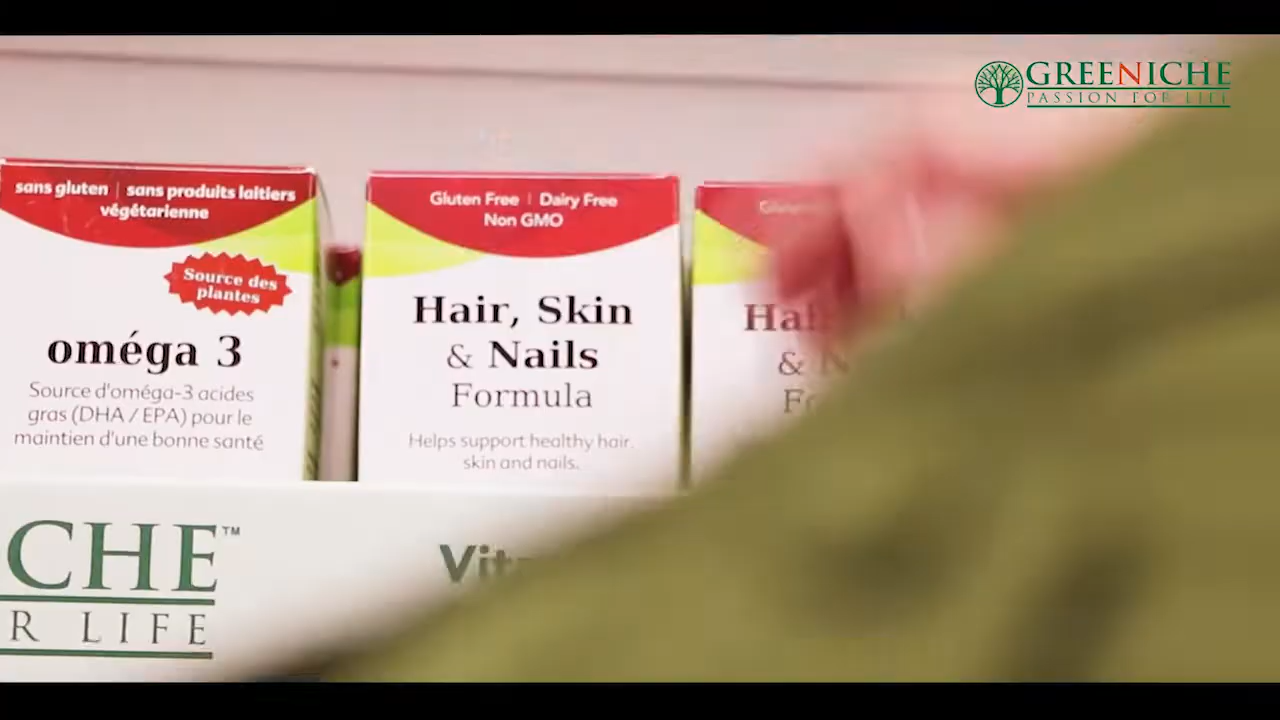 GREENICHE
PASSION FOR LIFE
sans gluten | sans produits laitiers
végétarienne
Source des
plantes
oméga 3
Source d'oméga-3 acides
gras (DHA / EPA) pour le
maintien d'une bonne santé
Gluten Free | Dairy Free
Non GMO
Hair, Skin
& Nails
Formula
Helps support healthy hair,
skin and nails.
CHE™
R LIFE